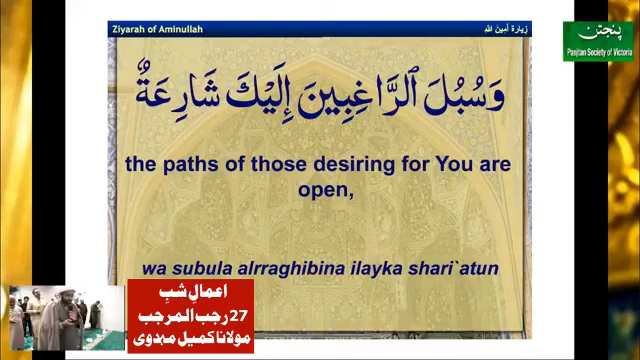 Ziyarah of Aminullah
زيارة أمين الله
پنجتن
Panjtan Society of Victoria
وَسُبُلَ ٱلرَّاغِبِينَ إِلَيْكَ شَارِعَةٌ
the paths of those desiring for You are
open,
wa subula alrraghibina ilayka shari`atun
اعمالِ شبِ
27 رجب المرجب
مولانا کمیل مہدوی